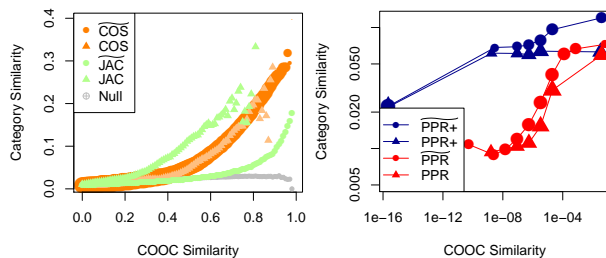 Category Similarity
0.0
0.1
0.2
0.3
0.4
COS
COS
JAC
JAC
Null
0.0
0.2
0.4
0.6
0.8
1.0
COOC Similarity
Category Similarity
0.005
0.020
0.050
PPR+
PPR+
PPR
PPR
1e−16
1e−12
1e−08
1e−04
COOC Similarity